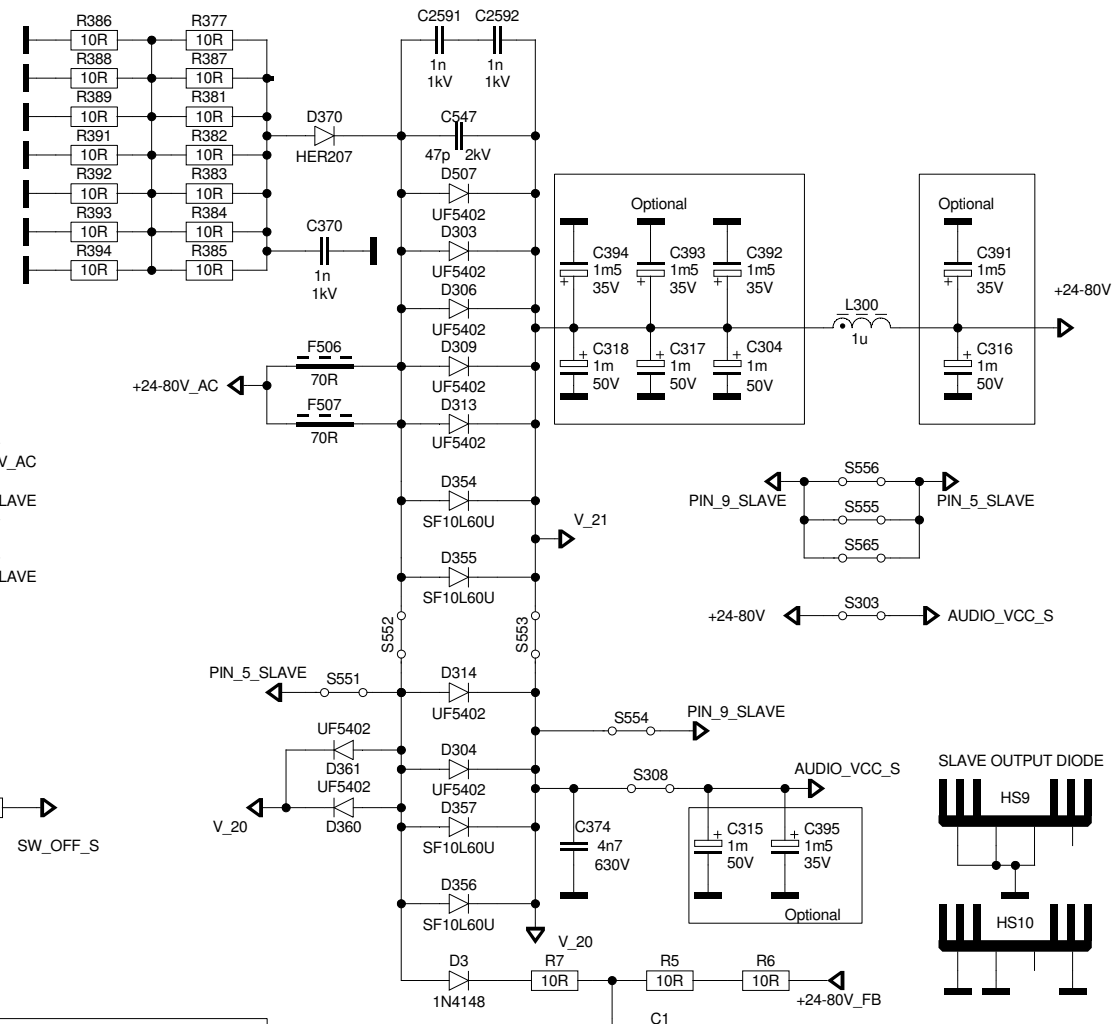 R386
10R
R377
10R
R388
10R
R387
10R
R389
10R
R381
10R
R391
10R
R382
10R
R392
10R
R383
10R
R393
10R
R384
10R
R394
10R
R385
10R
D370
HER207
C370
1n
1kV
C2591
1n
1kV
C2592
1n
1kV
C547
47p 2kV
D507
UF5402
D303
UF5402
D306
UF5402
D309
UF5402
D313
UF5402
D354
SF10L60U
D355
SF10L60U
F506
70R
F507
70R
+24-80V_AC
V_AC
LAVE
LAVE
Optional
C394
1m5
35V
C393
1m5
35V
C392
1m5
35V
C318
1m
50V
C317
1m
50V
C304
1m
50V
L300
1u
Optional
C391
1m5
35V
C316
1m
50V
+24-80V
V_21
S552
S553
PIN_9_SLAVE
S556
S555
S565
PIN_5_SLAVE
+24-80V
S303
AUDIO_VCC_S
PIN_5_SLAVE
S551
D314
UF5402
S554
PIN_9_SLAVE
UF5402
D361
UF5402
D360
V_20
D304
UF5402
D357
SF10L60U
D356
SF10L60U
S308
AUDIO_VCC_S
C374
4n7
630V
C315
1m
50V
C395
1m5
35V
Optional
V_20
SW_OFF_S
D3
1N4148
R7
10R
R5
10R
R6
10R
+24-80V_FB
C1
SLAVE OUTPUT DIODE
HS9
HS10